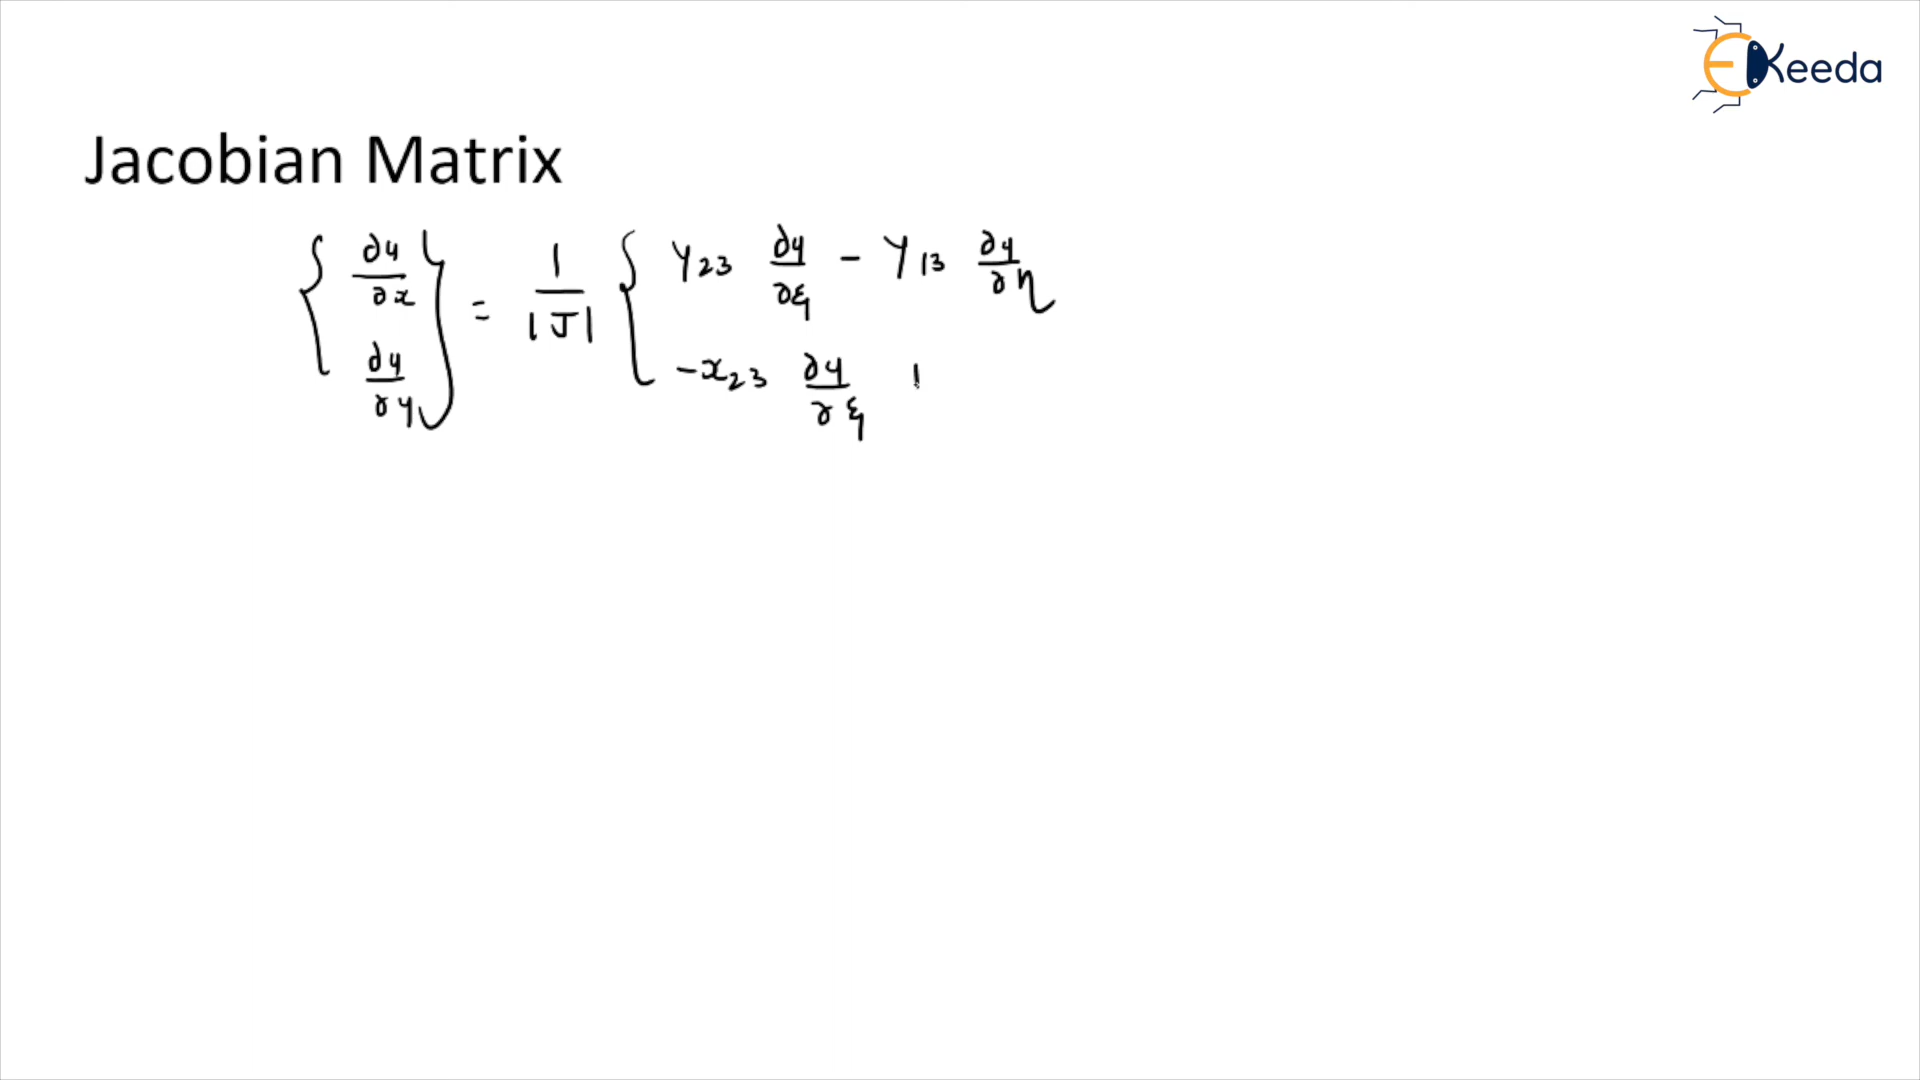 EKeeda
Jacobian Matrix
{ ∂u/∂x } = 1/|J| { y23 ∂u/∂ξ - y13 ∂u/∂η
{ ∂u/∂y } -x23 ∂u/∂ξ